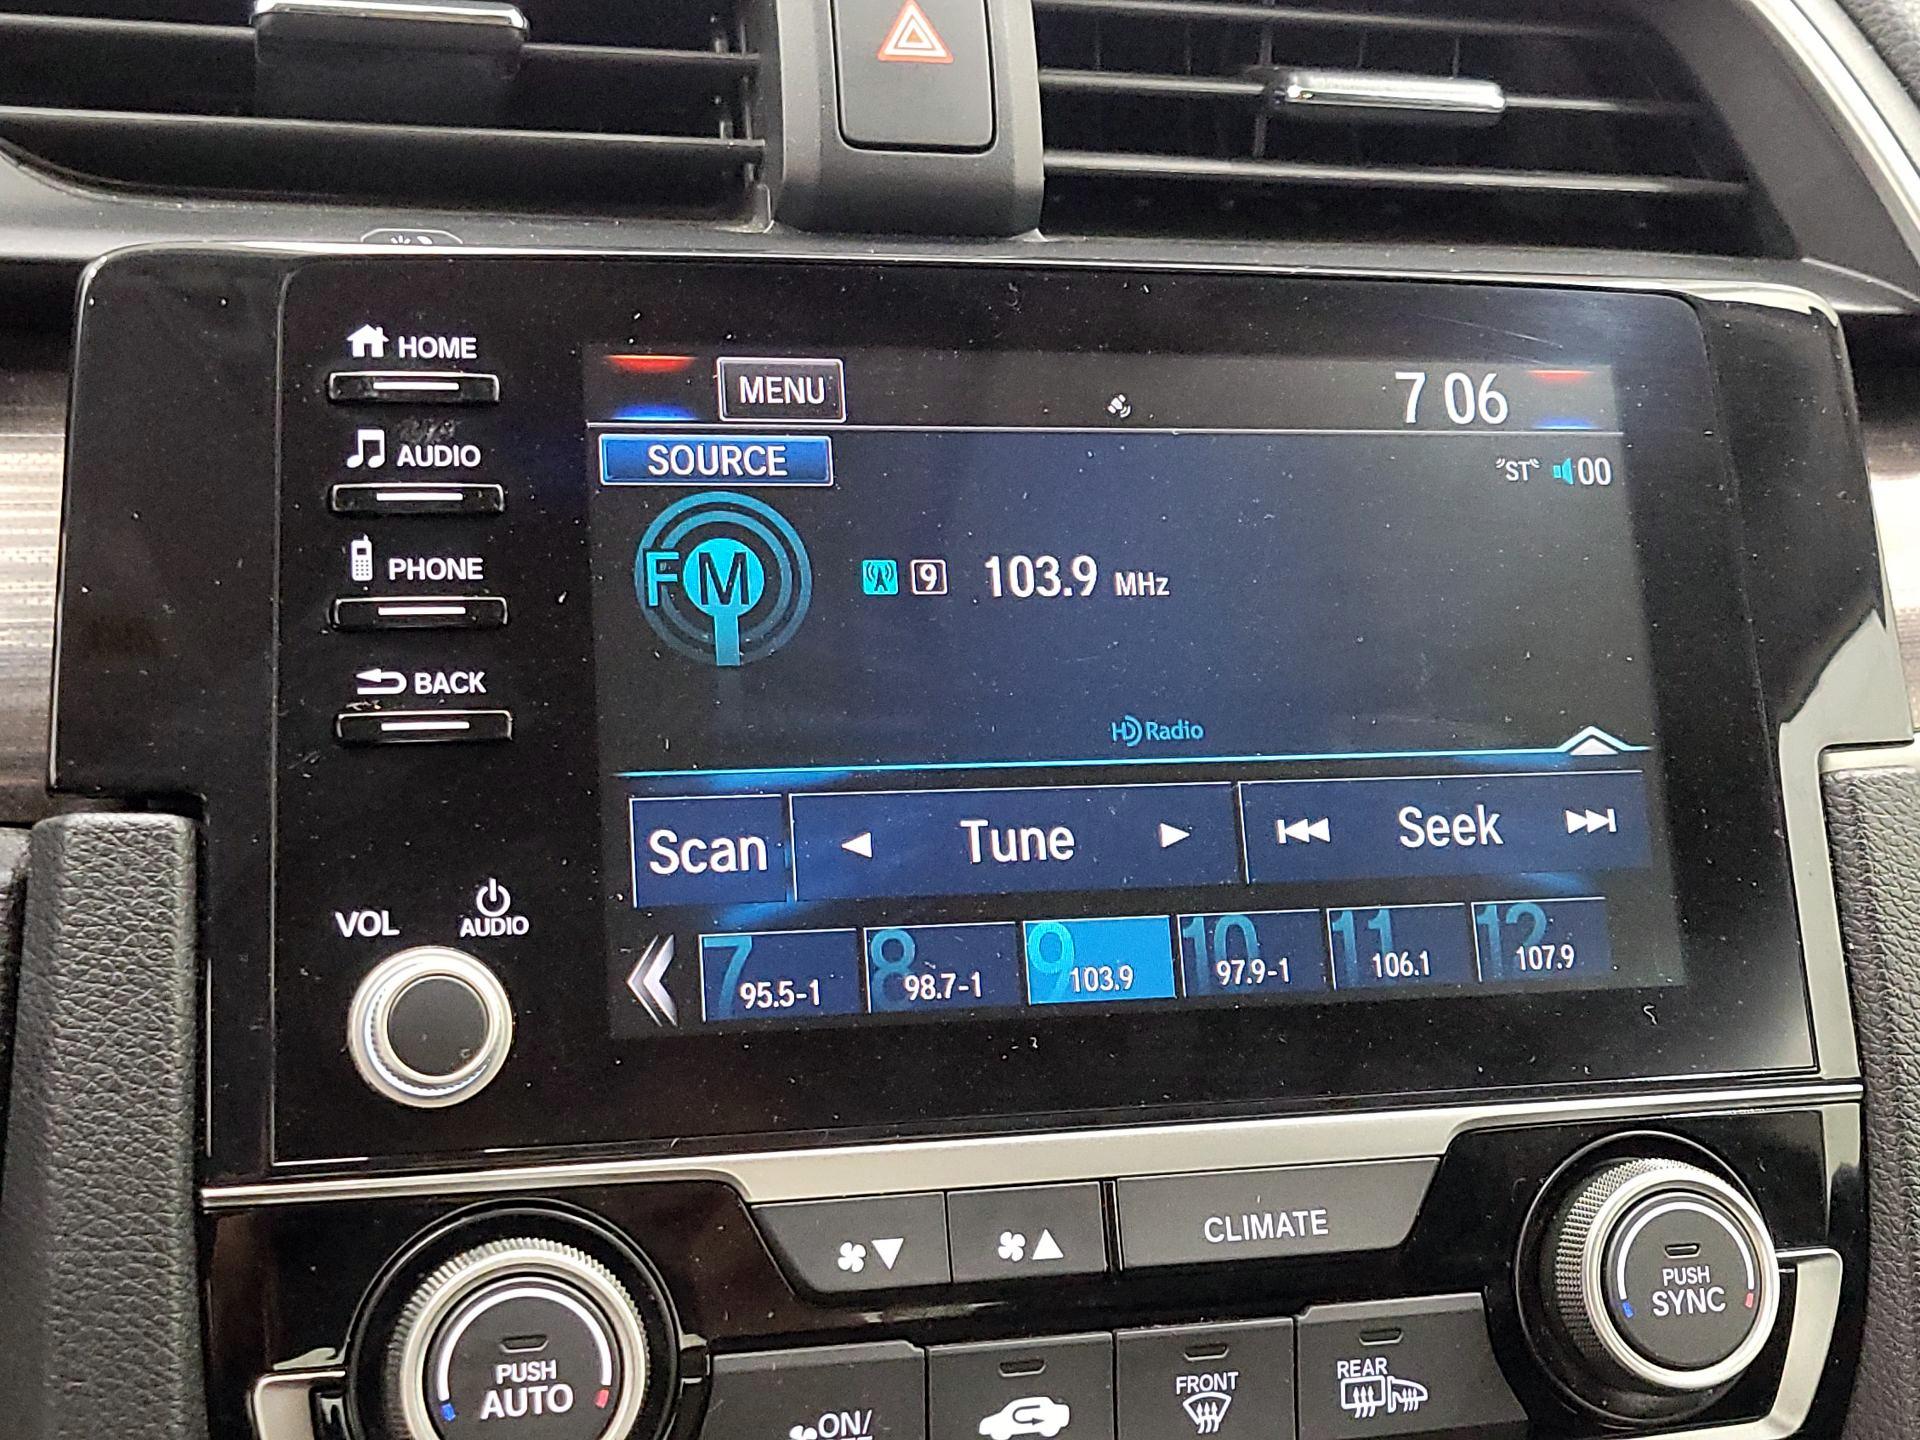 HOME
MENU
7 06
AUDIO
SOURCE
"ST" 00
FM
9 103.9 MHz
PHONE
BACK
HD Radio
Scan
Tune
Seek
VOL
AUDIO
7 95.5-1
8 98.7-1
9 103.9
10 97.9-1
11 106.1
12 107.9
CLIMATE
PUSH
SYNC
PUSH
AUTO
ON/
FRONT
REAR